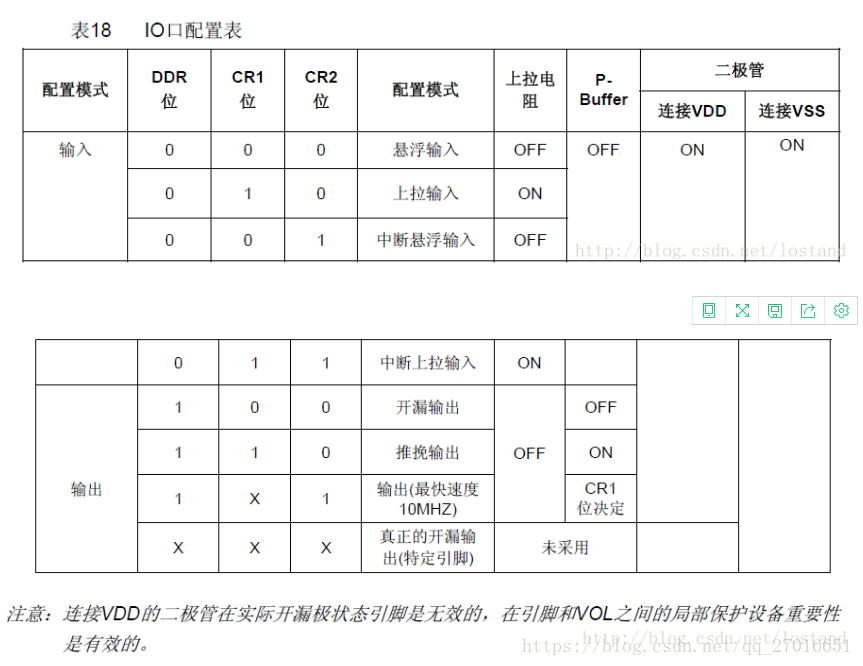 表18 IO口配置表
配置模式 DDR位 CR1位 CR2位 配置模式 上拉电阻 P-Buffer 二极管
连接VDD 连接VSS
输入 0 0 0 悬浮输入 OFF OFF ON ON
0 1 0 上拉输入 ON
0 0 1 中断悬浮输入 OFF
http://blog.csdn.net/lostand
0 1 1 中断上拉输入 ON
输出 1 0 0 开漏输出 OFF OFF
1 1 0 推挽输出 ON
1 X 1 输出(最快速度10MHZ) CR1位决定
X X X 真正的开漏输出(特定引脚) 未采用
注意：连接VDD的二极管在实际开漏极状态引脚是无效的，在引脚和VOL之间的局部保护设备重要性
是有效的。
http://blog.csdn.net/lostand
https://blog.csdn.net/qq_27016651